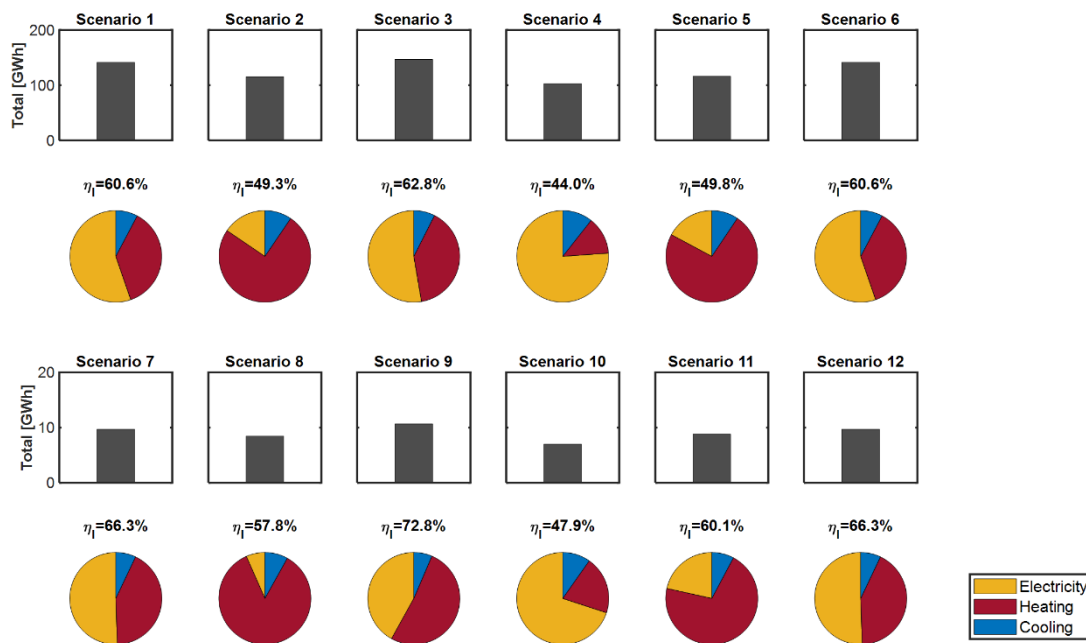 Scenario 1 Scenario 2 Scenario 3 Scenario 4 Scenario 5 Scenario 6
Total [GWh]
200
100
0
ηI=60.6% ηI=49.3% ηI=62.8% ηI=44.0% ηI=49.8% ηI=60.6%
Scenario 7 Scenario 8 Scenario 9 Scenario 10 Scenario 11 Scenario 12
Total [GWh]
20
10
0
ηI=66.3% ηI=57.8% ηI=72.8% ηI=47.9% ηI=60.1% ηI=66.3%
Electricity
Heating
Cooling